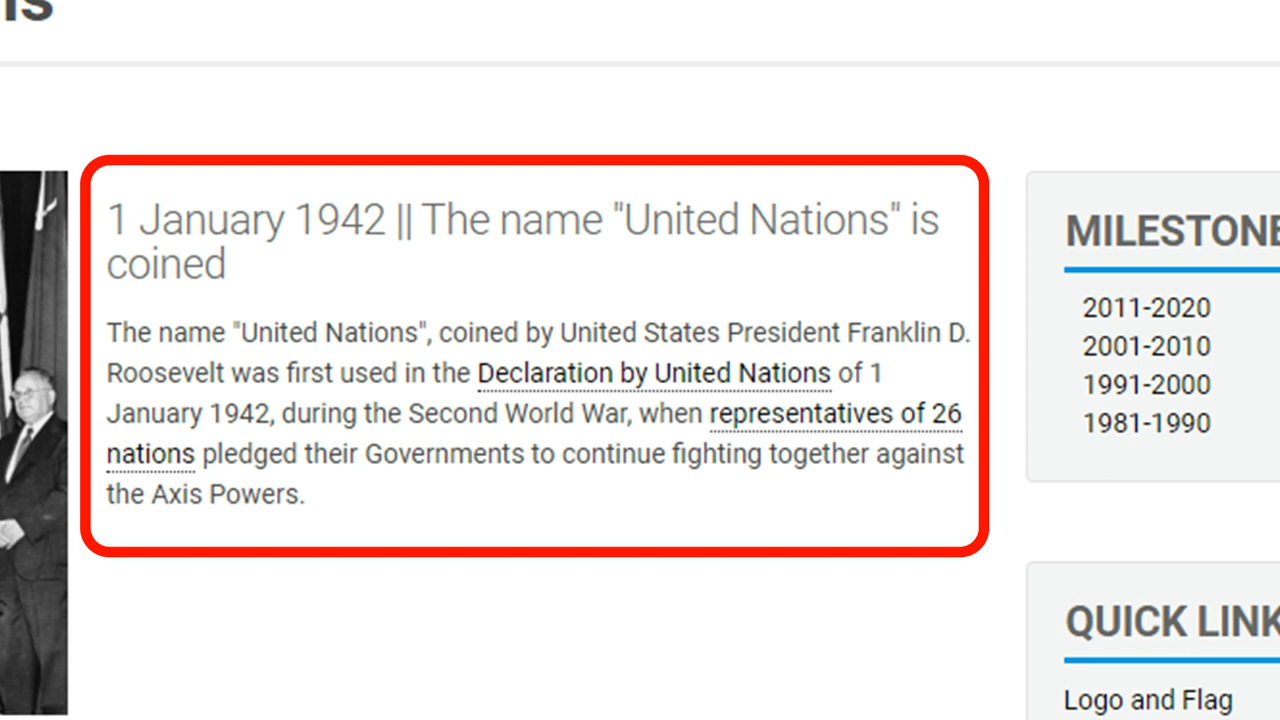 1 January 1942 || The name "United Nations" is
coined
The name "United Nations", coined by United States President Franklin D.
Roosevelt was first used in the Declaration by United Nations of 1
January 1942, during the Second World War, when representatives of 26
nations pledged their Governments to continue fighting together against
the Axis Powers.
2011-2020
2001-2010
1991-2000
1981-1990
QUICK
Logo and Flag